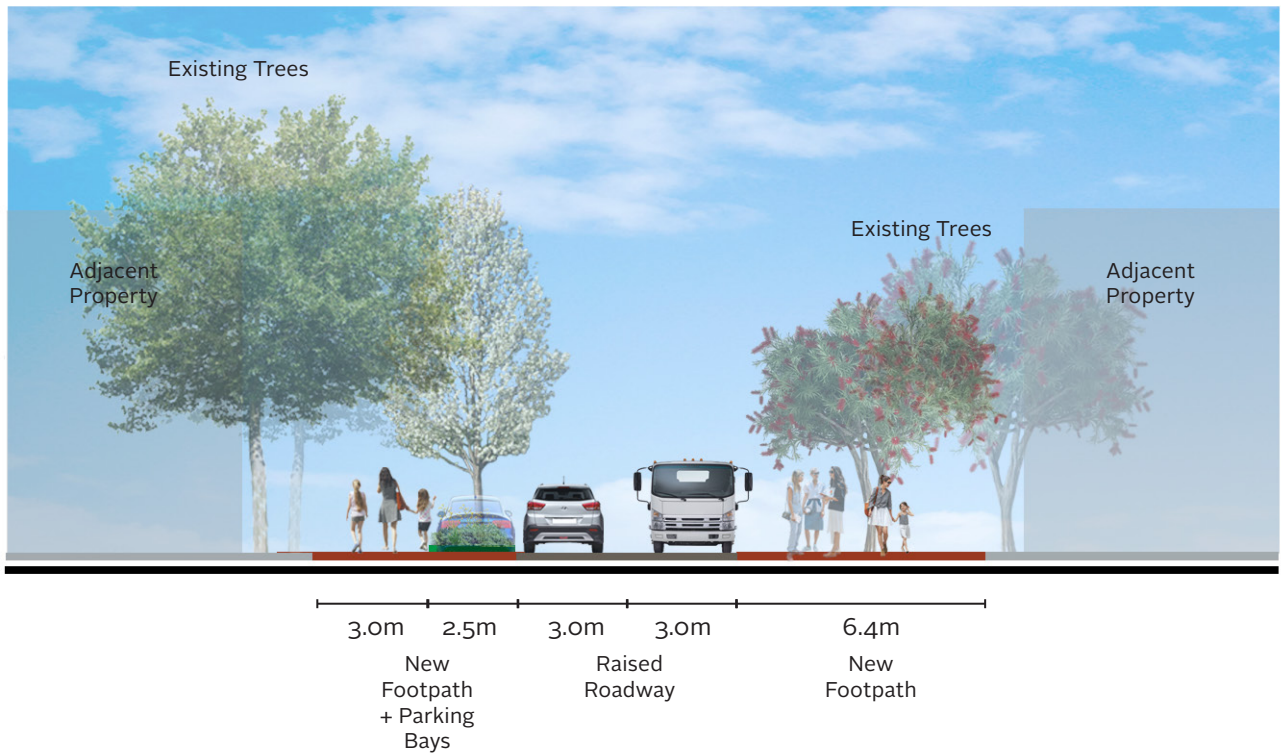 Existing Trees
Existing Trees
Adjacent
Property
Adjacent
Property
3.0m
2.5m
3.0m
3.0m
6.4m
New
Footpath
+ Parking
Bays
Raised
Roadway
New
Footpath